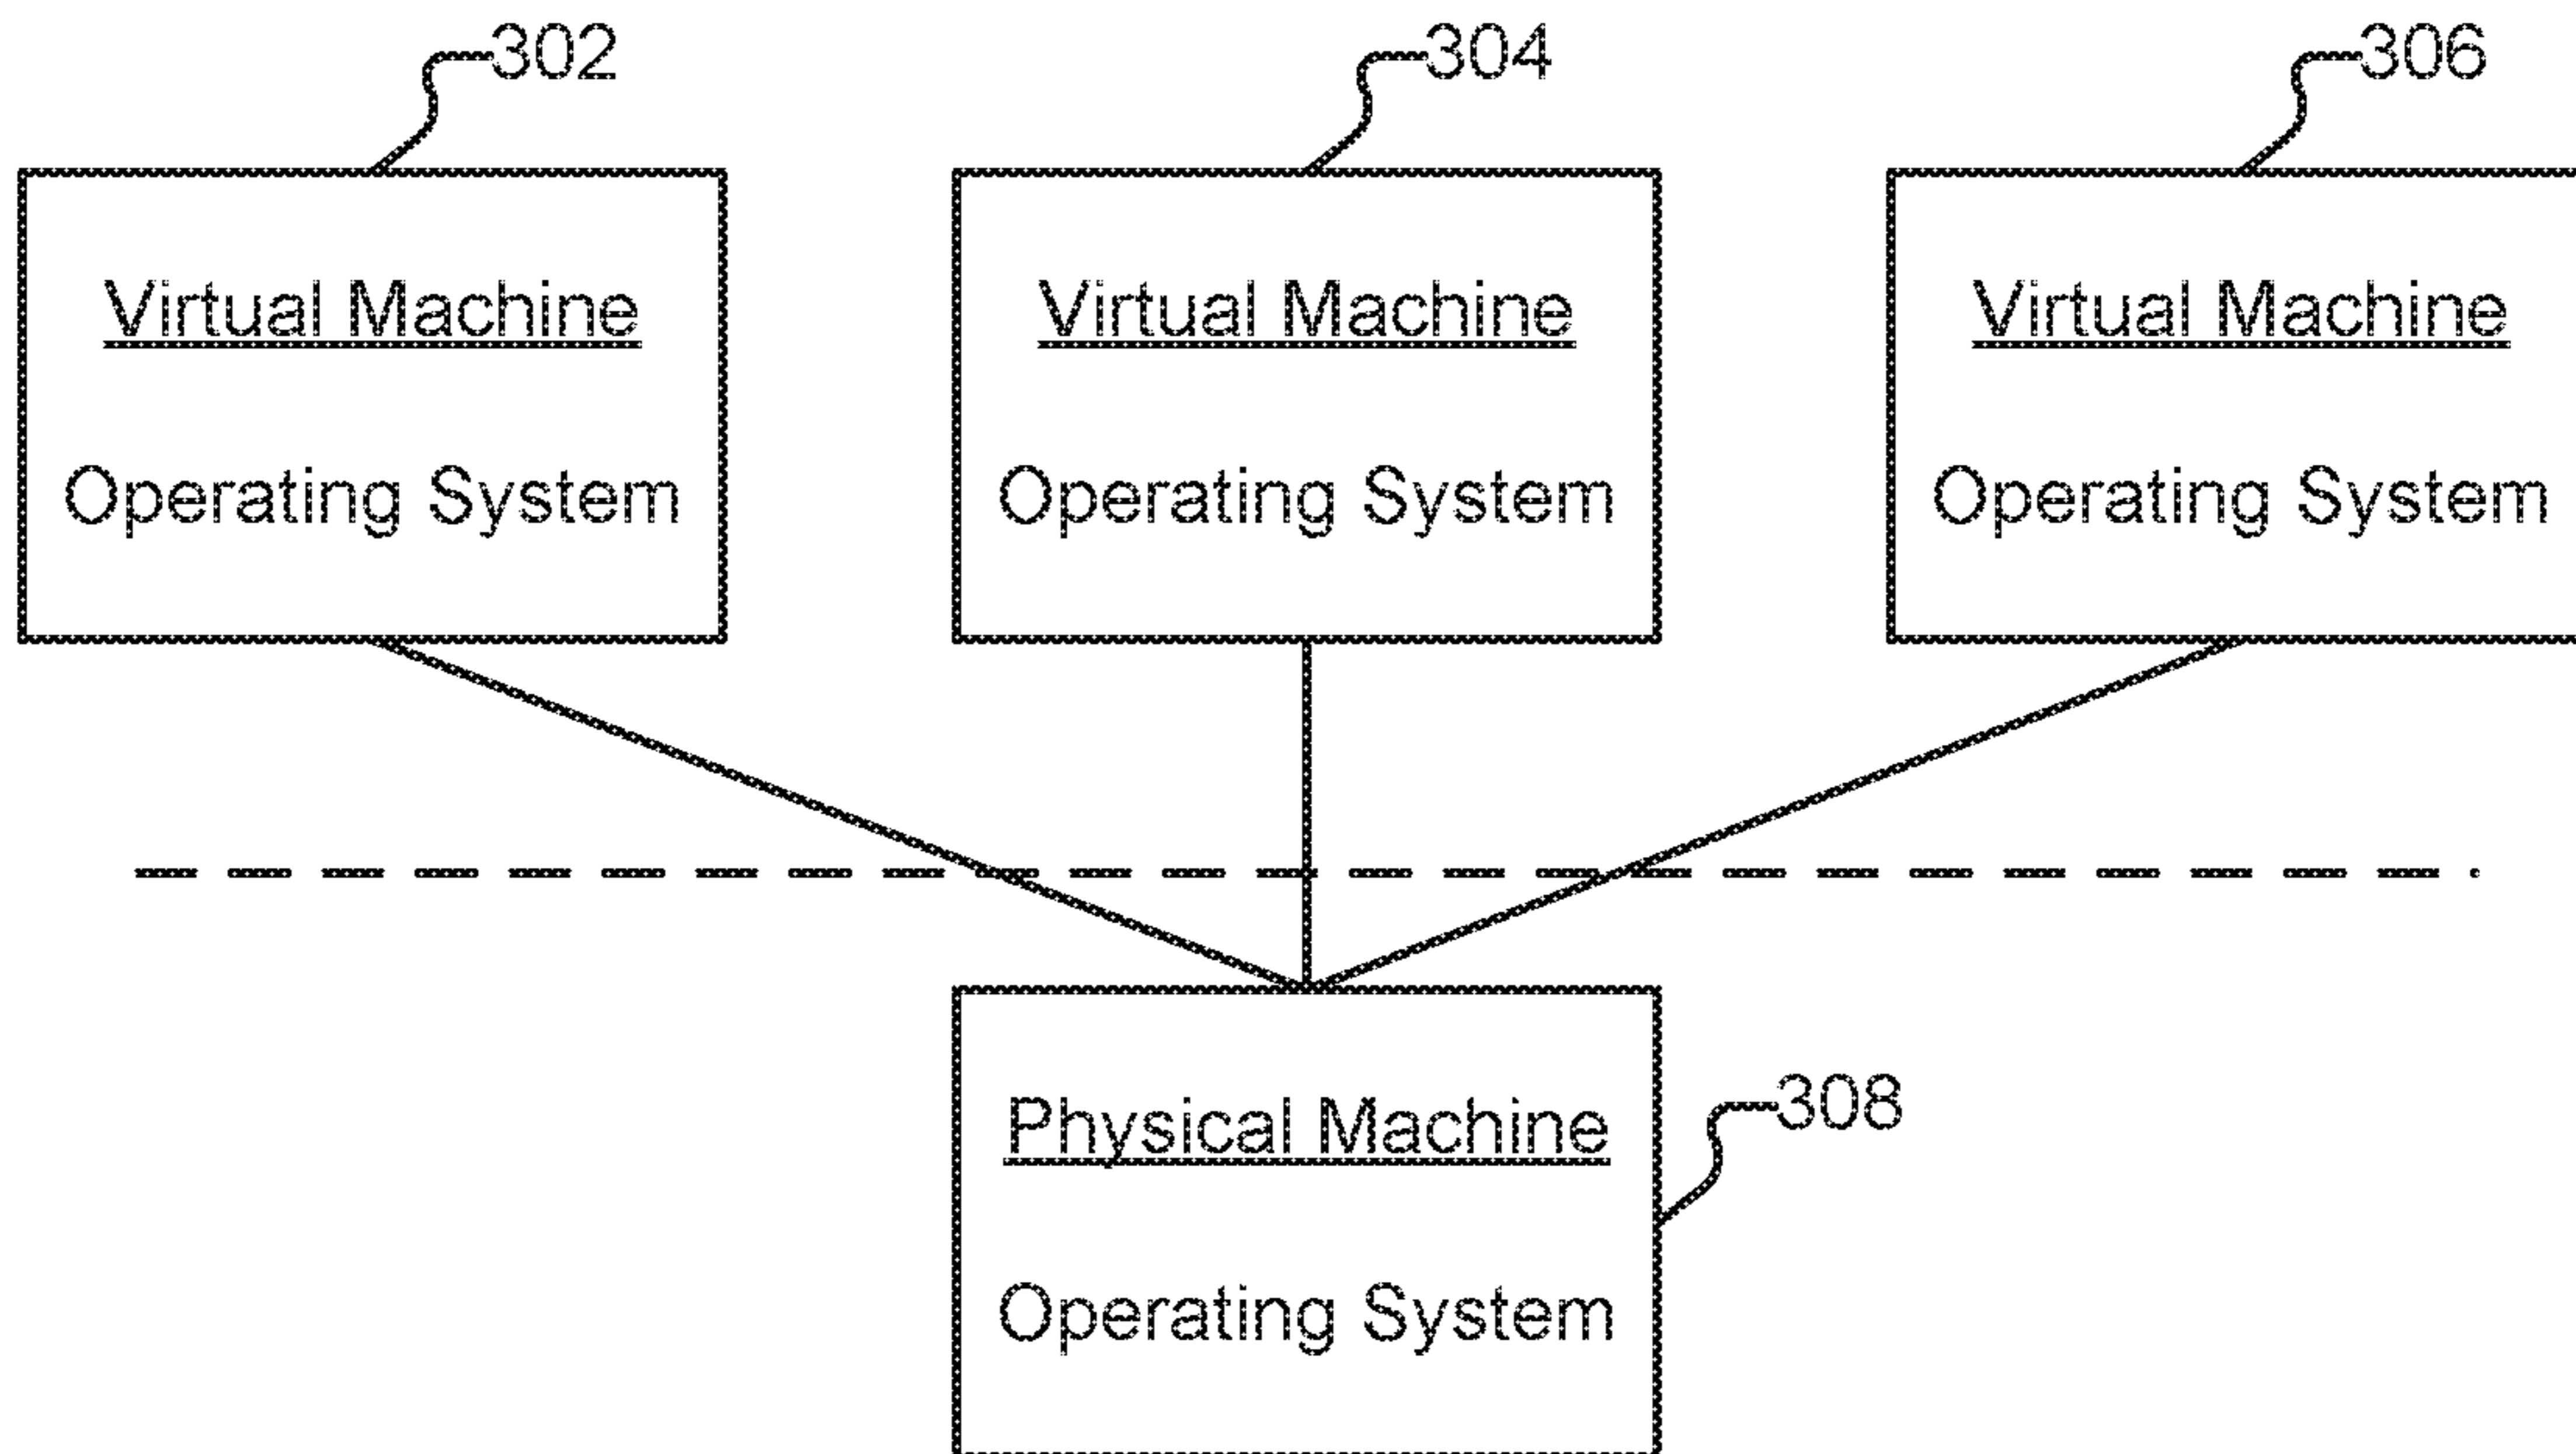 302
304
306
Virtual Machine
Operating System
Virtual Machine
Operating System
Virtual Machine
Operating System
Physical Machine
Operating System
308